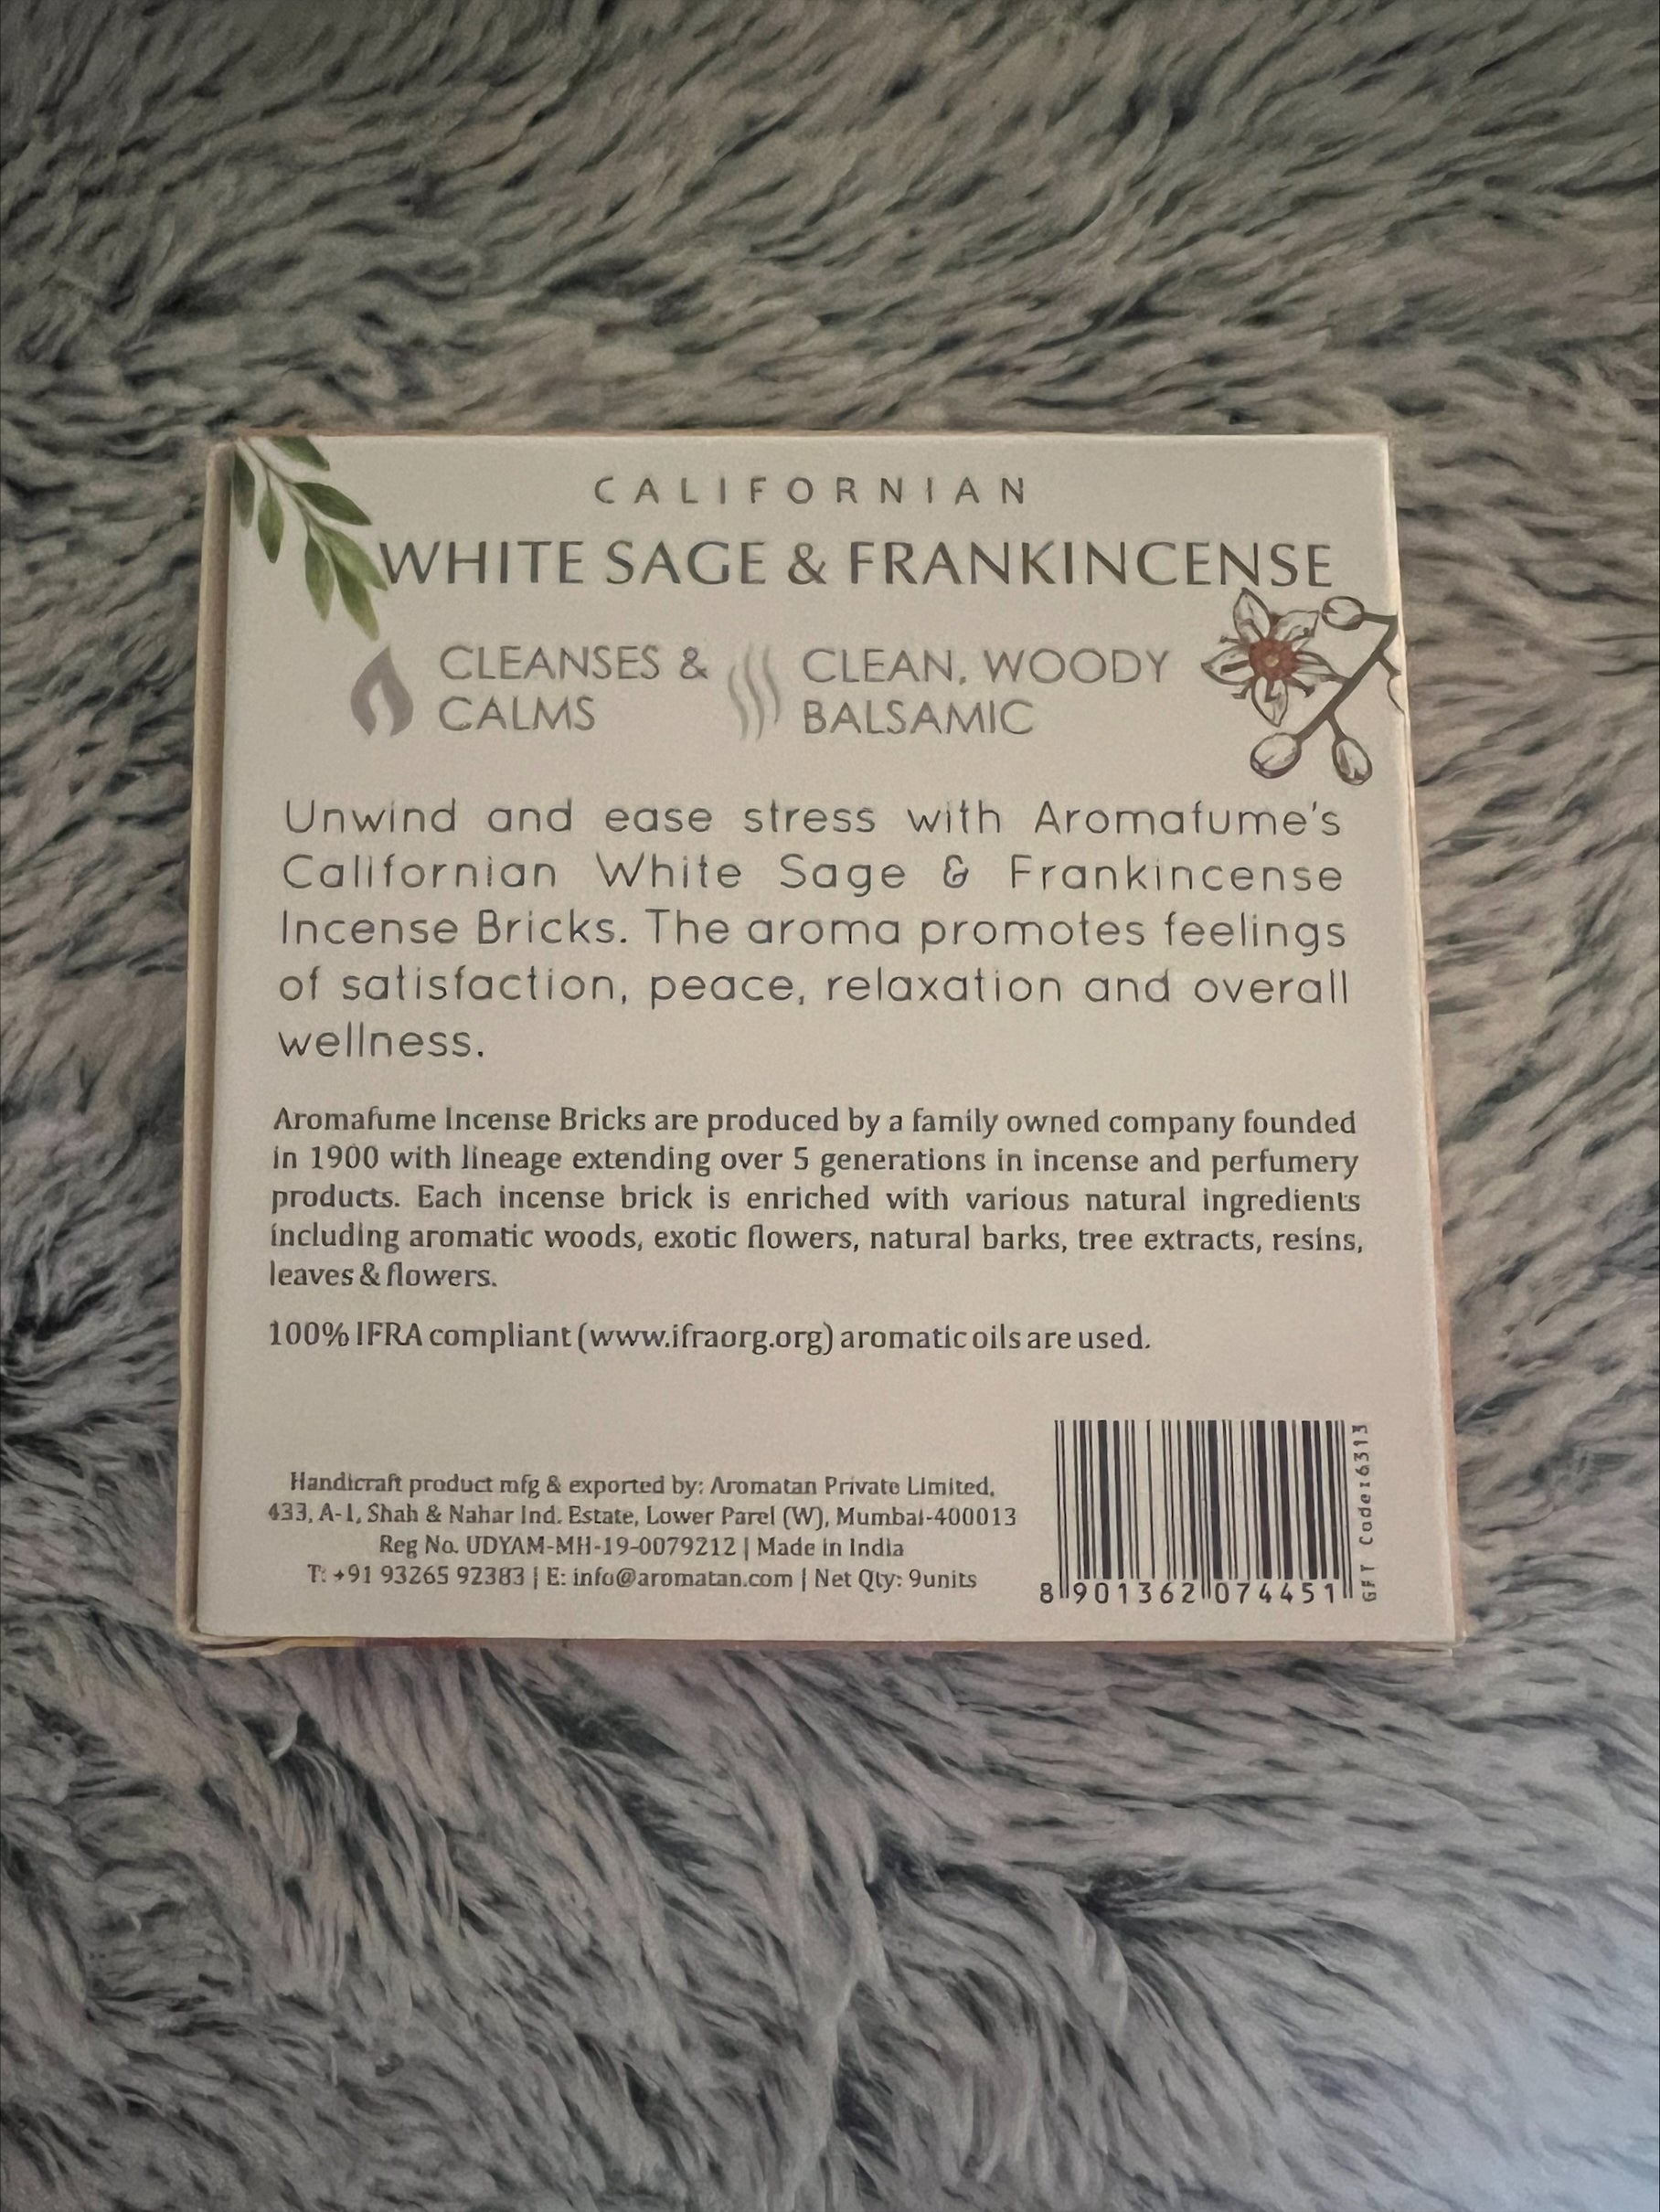 CALIFORNIAN
WHITE SAGE & FRANKINCENSE
CLEANSES &
CALMS
CLEAN, WOODY
BALSAMIC
Unwind and ease stress with Aromafume's
Californian White Sage & Frankincense
Incense Bricks. The aroma promotes feelings
of satisfaction, peace, relaxation and overall
wellness.
Aromafume Incense Bricks are produced by a family owned company founded
in 1900 with lineage extending over 5 generations in incense and perfumery
products. Each incense brick is enriched with various natural ingredients
including aromatic woods, exotic flowers, natural barks, tree extracts, resins,
leaves & flowers.
100% IFRA compliant (www.ifraorg.org) aromatic oils are used.
Handicraft product mfg & exported by: Aromatan Private Limited,
433, A-1, Shah & Nahar Ind. Estate, Lower Parel (W), Mumbai-400013
Reg No. UDYAM-MH-19-0079212 | Made in India
T: +91 93265 92383 | E: info@aromatan.com | Net Qty: 9units
8 901362 074451
GFT Code:6313